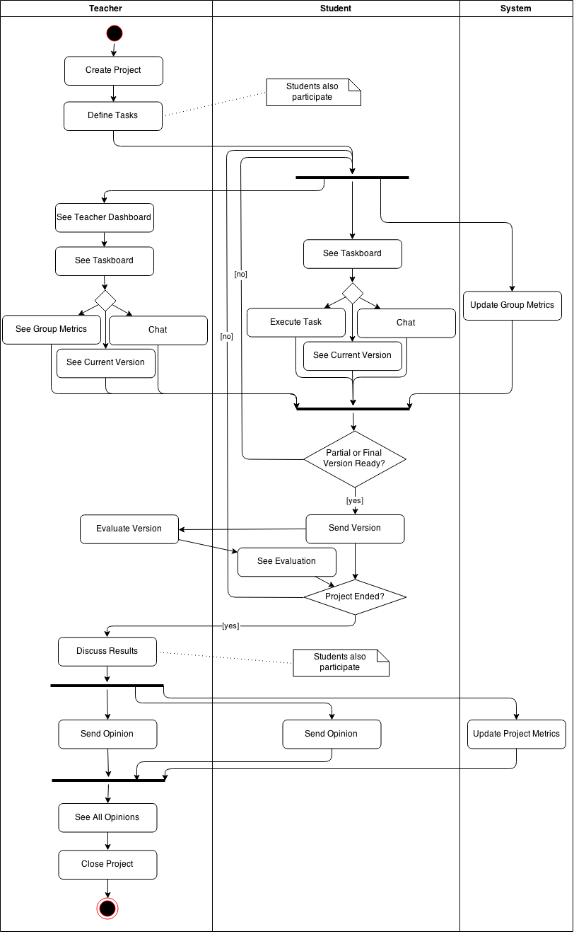 Teacher
Student
System
Create Project
Students also
participate
Define Tasks
See Teacher Dashboard
See Taskboard
See Taskboard
[no]
Update Group Metrics
See Group Metrics
Chat
Execute Task
Chat
[no]
See Current Version
See Current Version
Partial or Final
Version Ready?
[yes]
Evaluate Version
Send Version
See Evaluation
Project Ended?
[yes]
Discuss Results
Students also
participate
Send Opinion
Send Opinion
Update Project Metrics
See All Opinions
Close Project